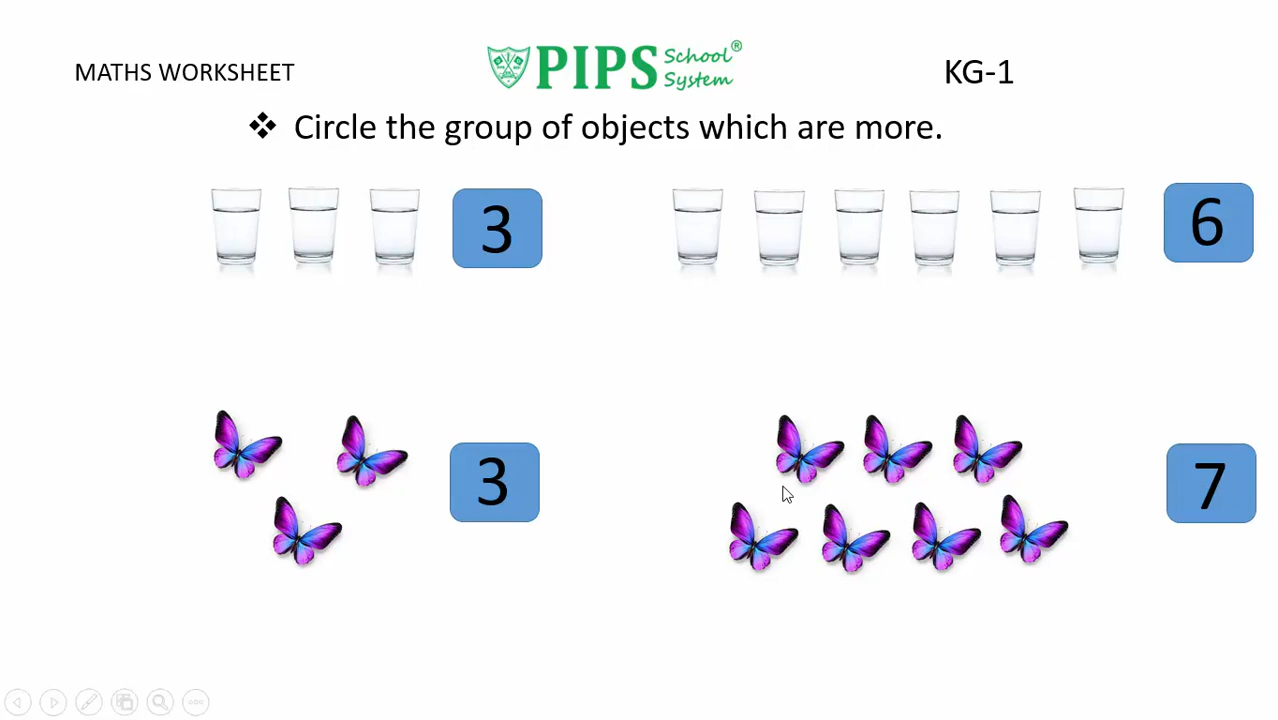 MATHS WORKSHEET
PIPS School System®
KG-1
❖ Circle the group of objects which are more.
3
6
3
7